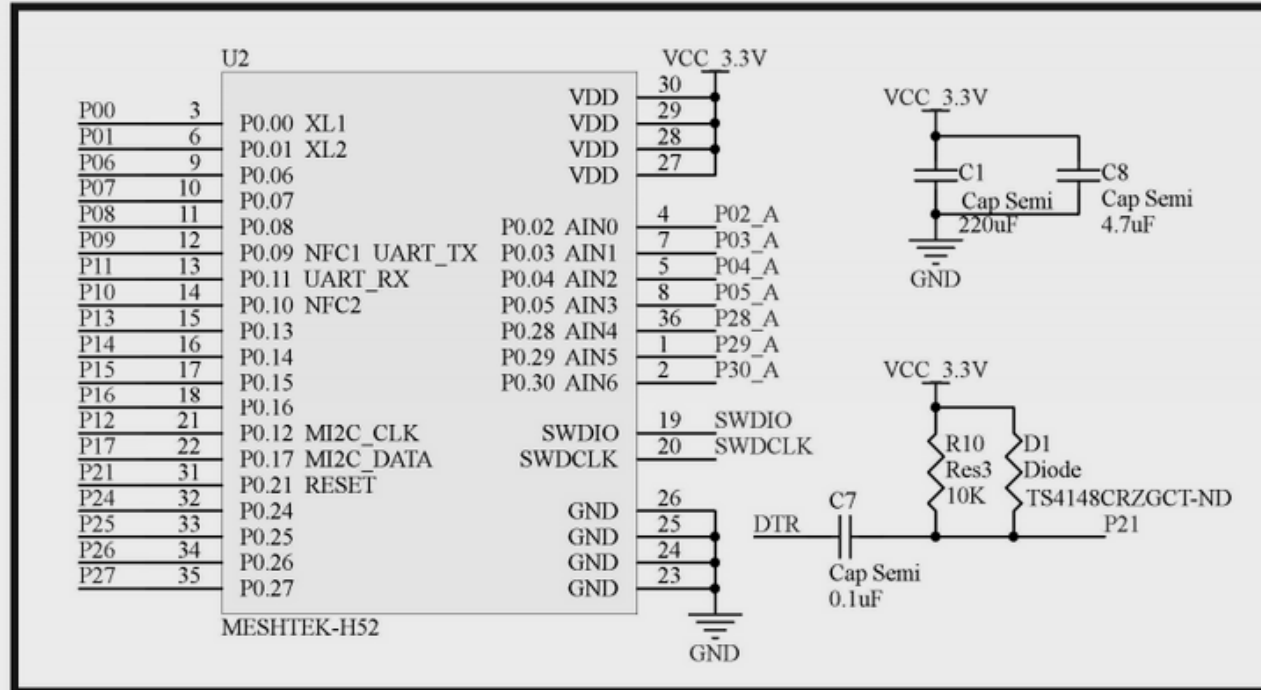 U2
P00 3 P0.00 XL1
P01 6 P0.01 XL2
P06 9 P0.06
P07 10 P0.07
P08 11 P0.08
P09 12 P0.09 NFC1 UART_TX
P11 13 P0.11 UART_RX
P10 14 P0.10 NFC2
P13 15 P0.13
P14 16 P0.14
P15 17 P0.15
P16 18 P0.16
P12 21 P0.12 MI2C_CLK
P17 22 P0.17 MI2C_DATA
P21 31 P0.21 RESET
P24 32 P0.24
P25 33 P0.25
P26 34 P0.26
P27 35 P0.27
MESHTEK-H52
VCC_3.3V
VDD 30
VDD 29
VDD 28
VDD 27
P0.02 AIN0 4 P02_A
P0.03 AIN1 7 P03_A
P0.04 AIN2 5 P04_A
P0.05 AIN3 8 P05_A
P0.28 AIN4 36 P28_A
P0.29 AIN5 1 P29_A
P0.30 AIN6 2 P30_A
SWDIO 19 SWDIO
SWDCLK 20 SWDCLK
GND 26
GND 25
GND 24
GND 23
GND
VCC_3.3V
C1
Cap Semi
220uF
C8
Cap Semi
4.7uF
GND
VCC_3.3V
R10
Res3
10K
D1
Diode
TS4148CRZGCT-ND
DTR
C7
Cap Semi
0.1uF
P21